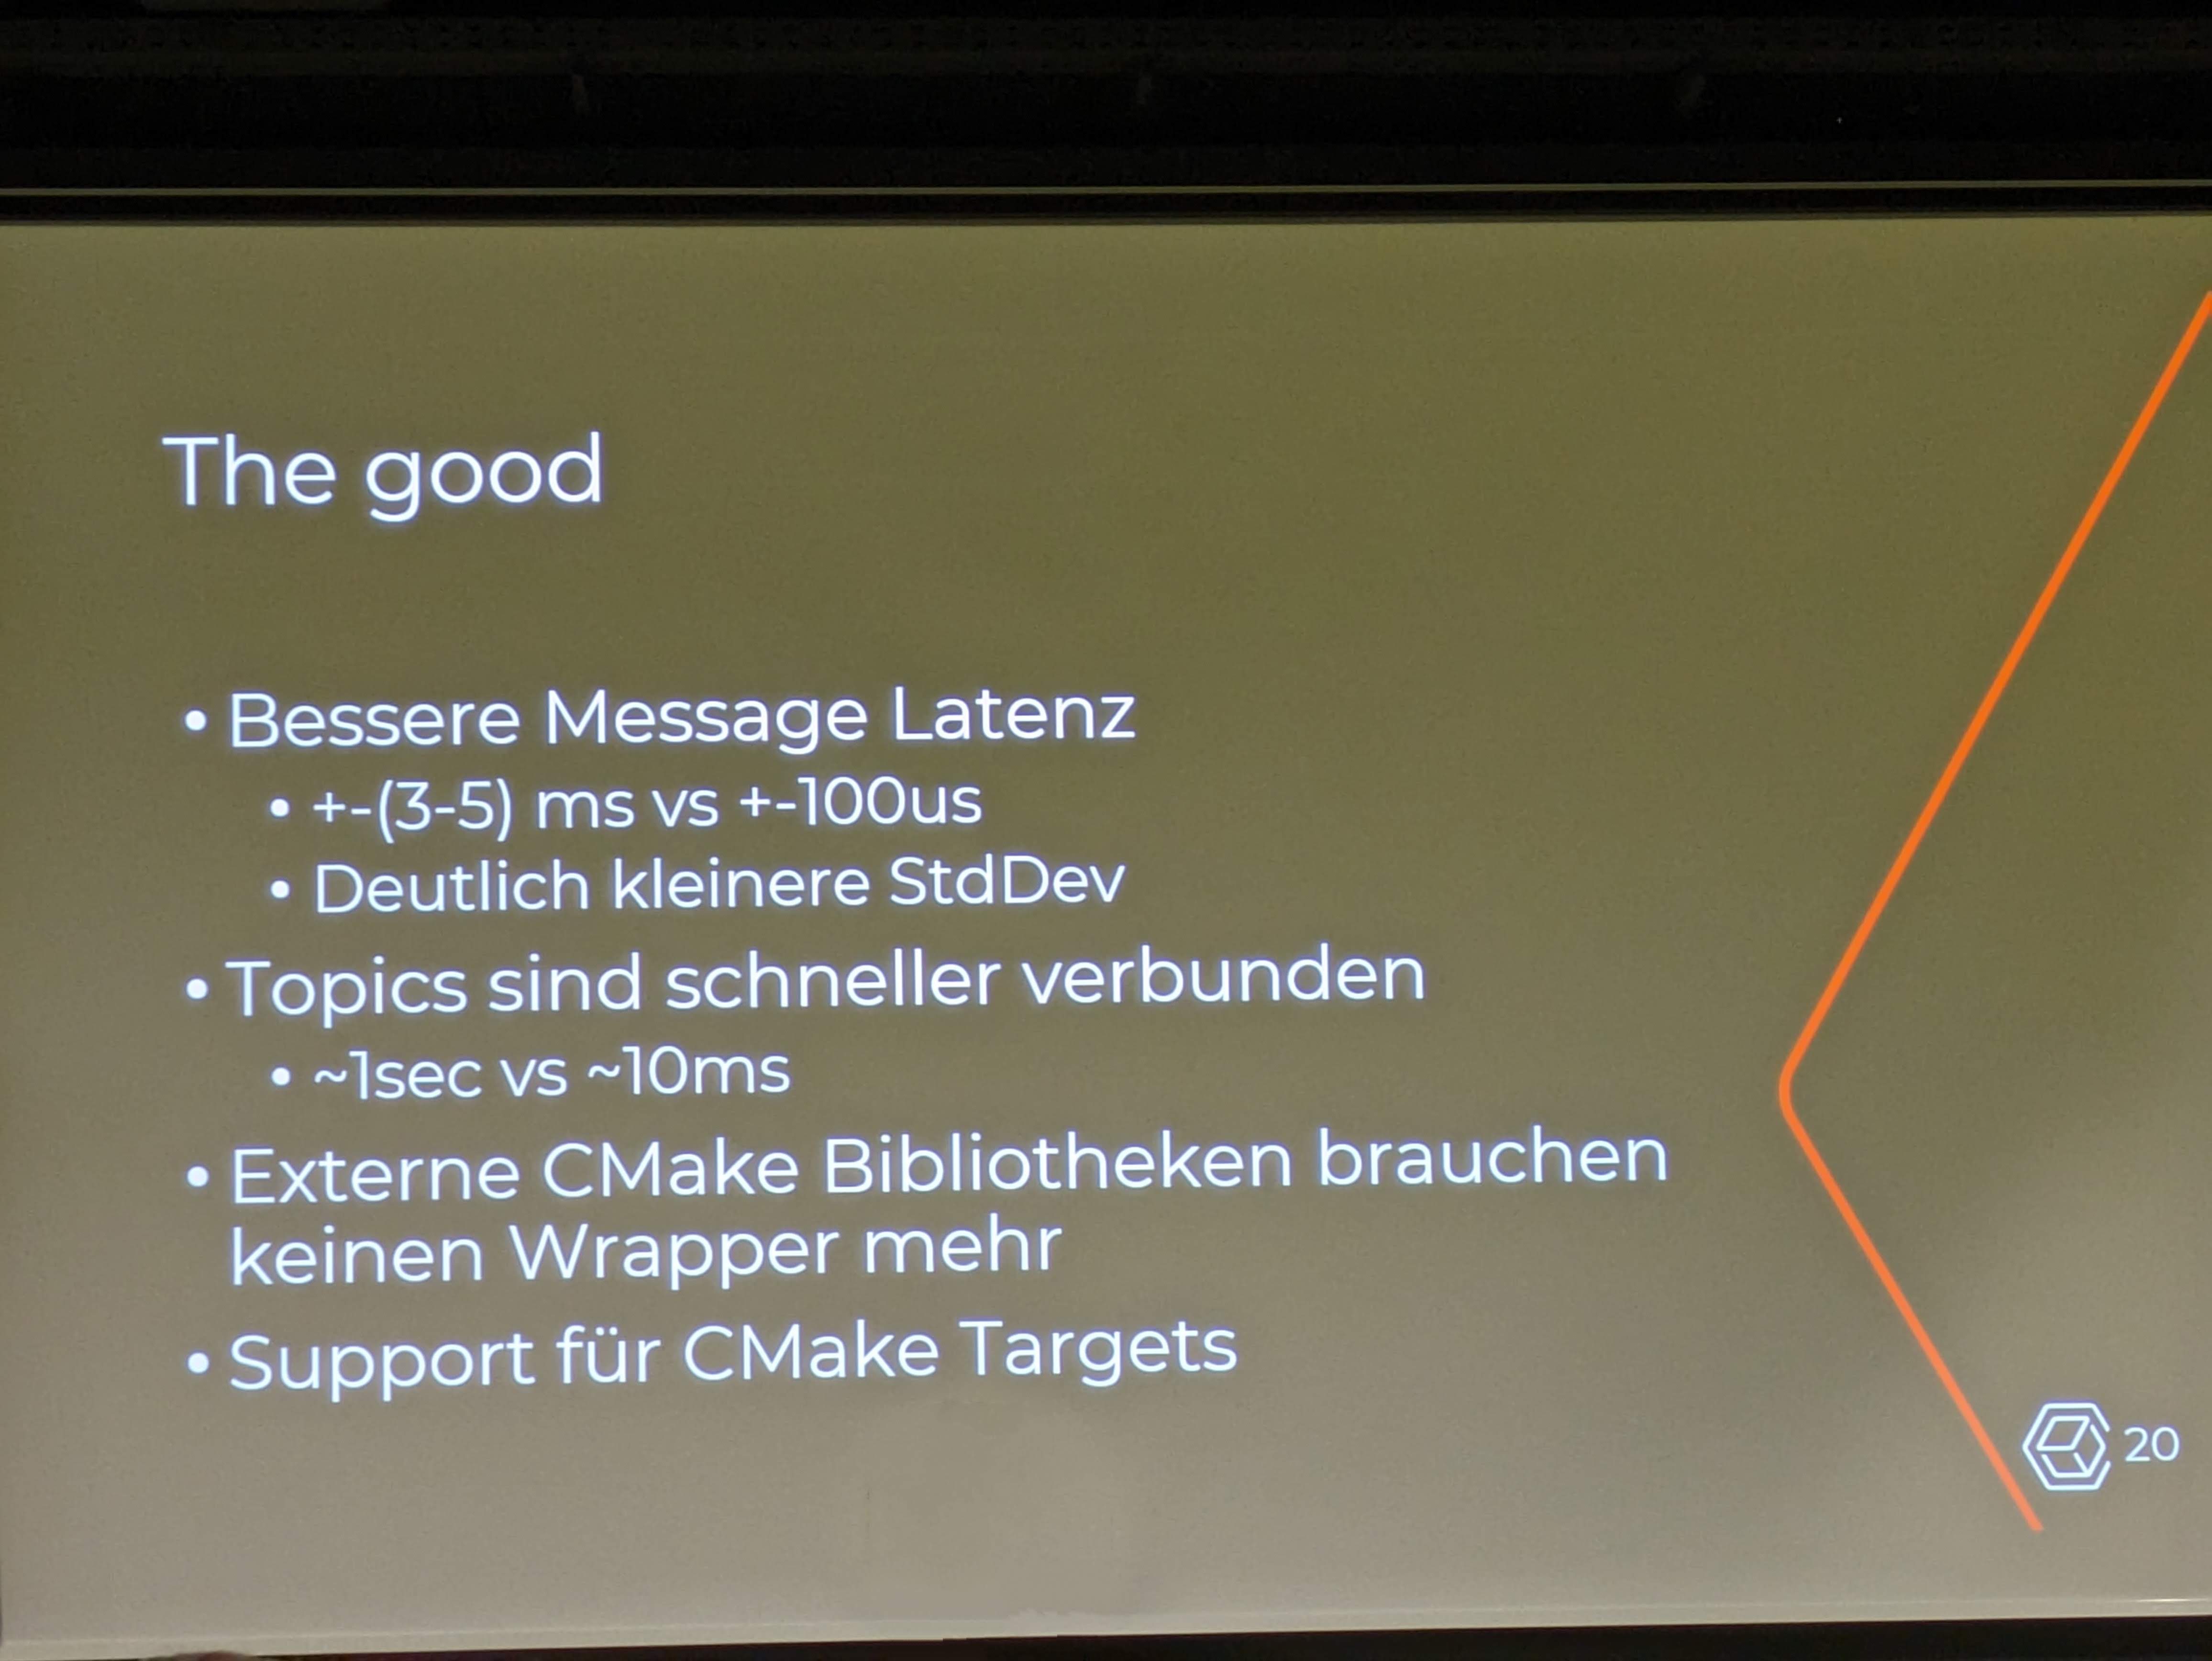 The good
• Bessere Message Latenz
• +-(3-5) ms vs +-100us
• Deutlich kleinere StdDev
• Topics sind schneller verbunden
• ~1sec vs ~10ms
• Externe CMake Bibliotheken brauchen
keinen Wrapper mehr
• Support für CMake Targets
20